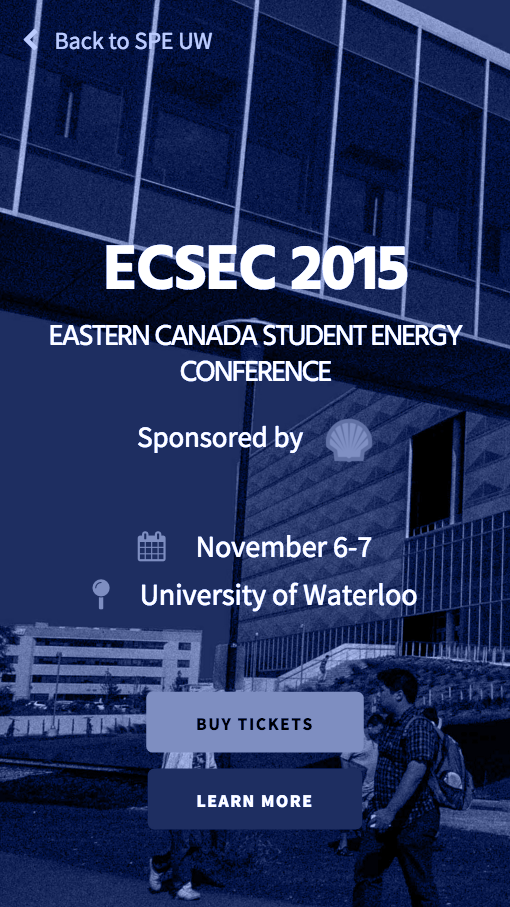 Back to SPE UW
ECSEC 2015
EASTERN CANADA STUDENT ENERGY
CONFERENCE
Sponsored by
November 6-7
University of Waterloo
BUY TICKETS
LEARN MORE